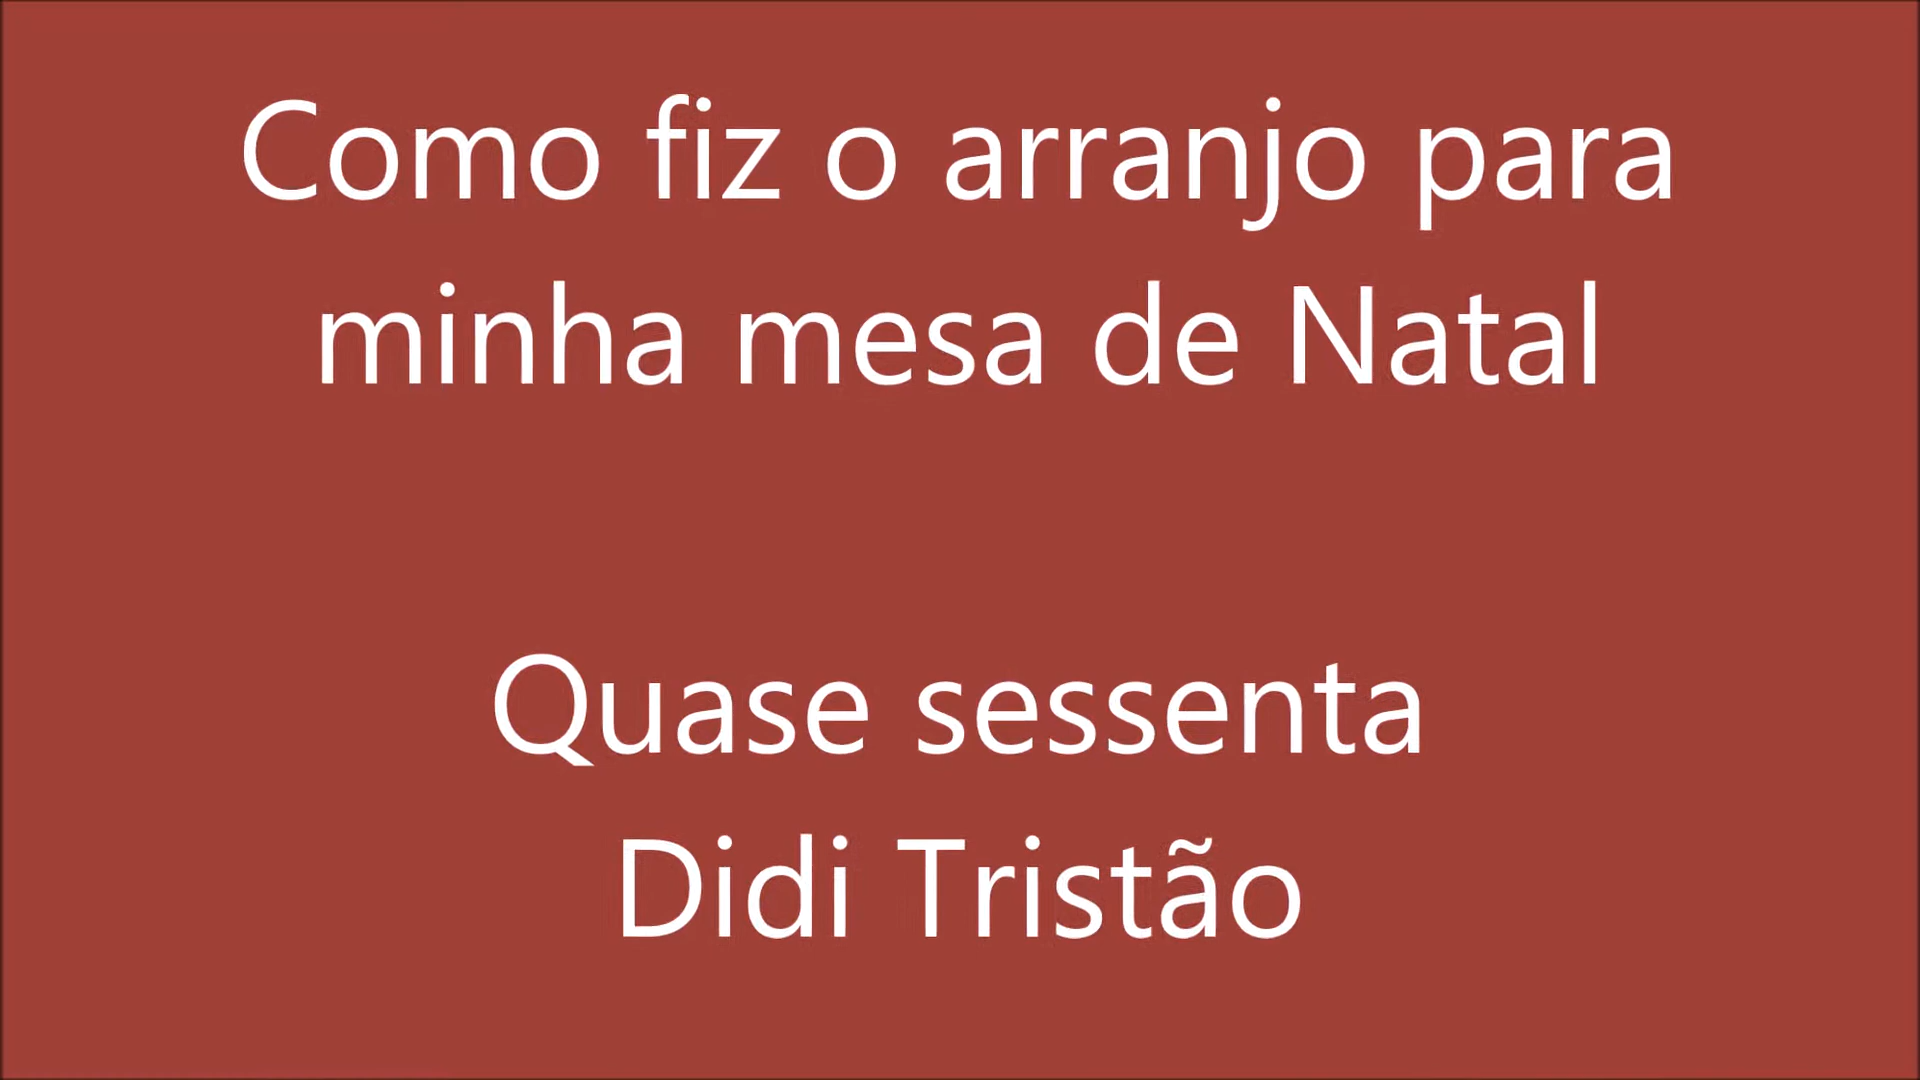 Como fiz o arranjo para
minha mesa de Natal
Quase sessenta
Didi Tristão